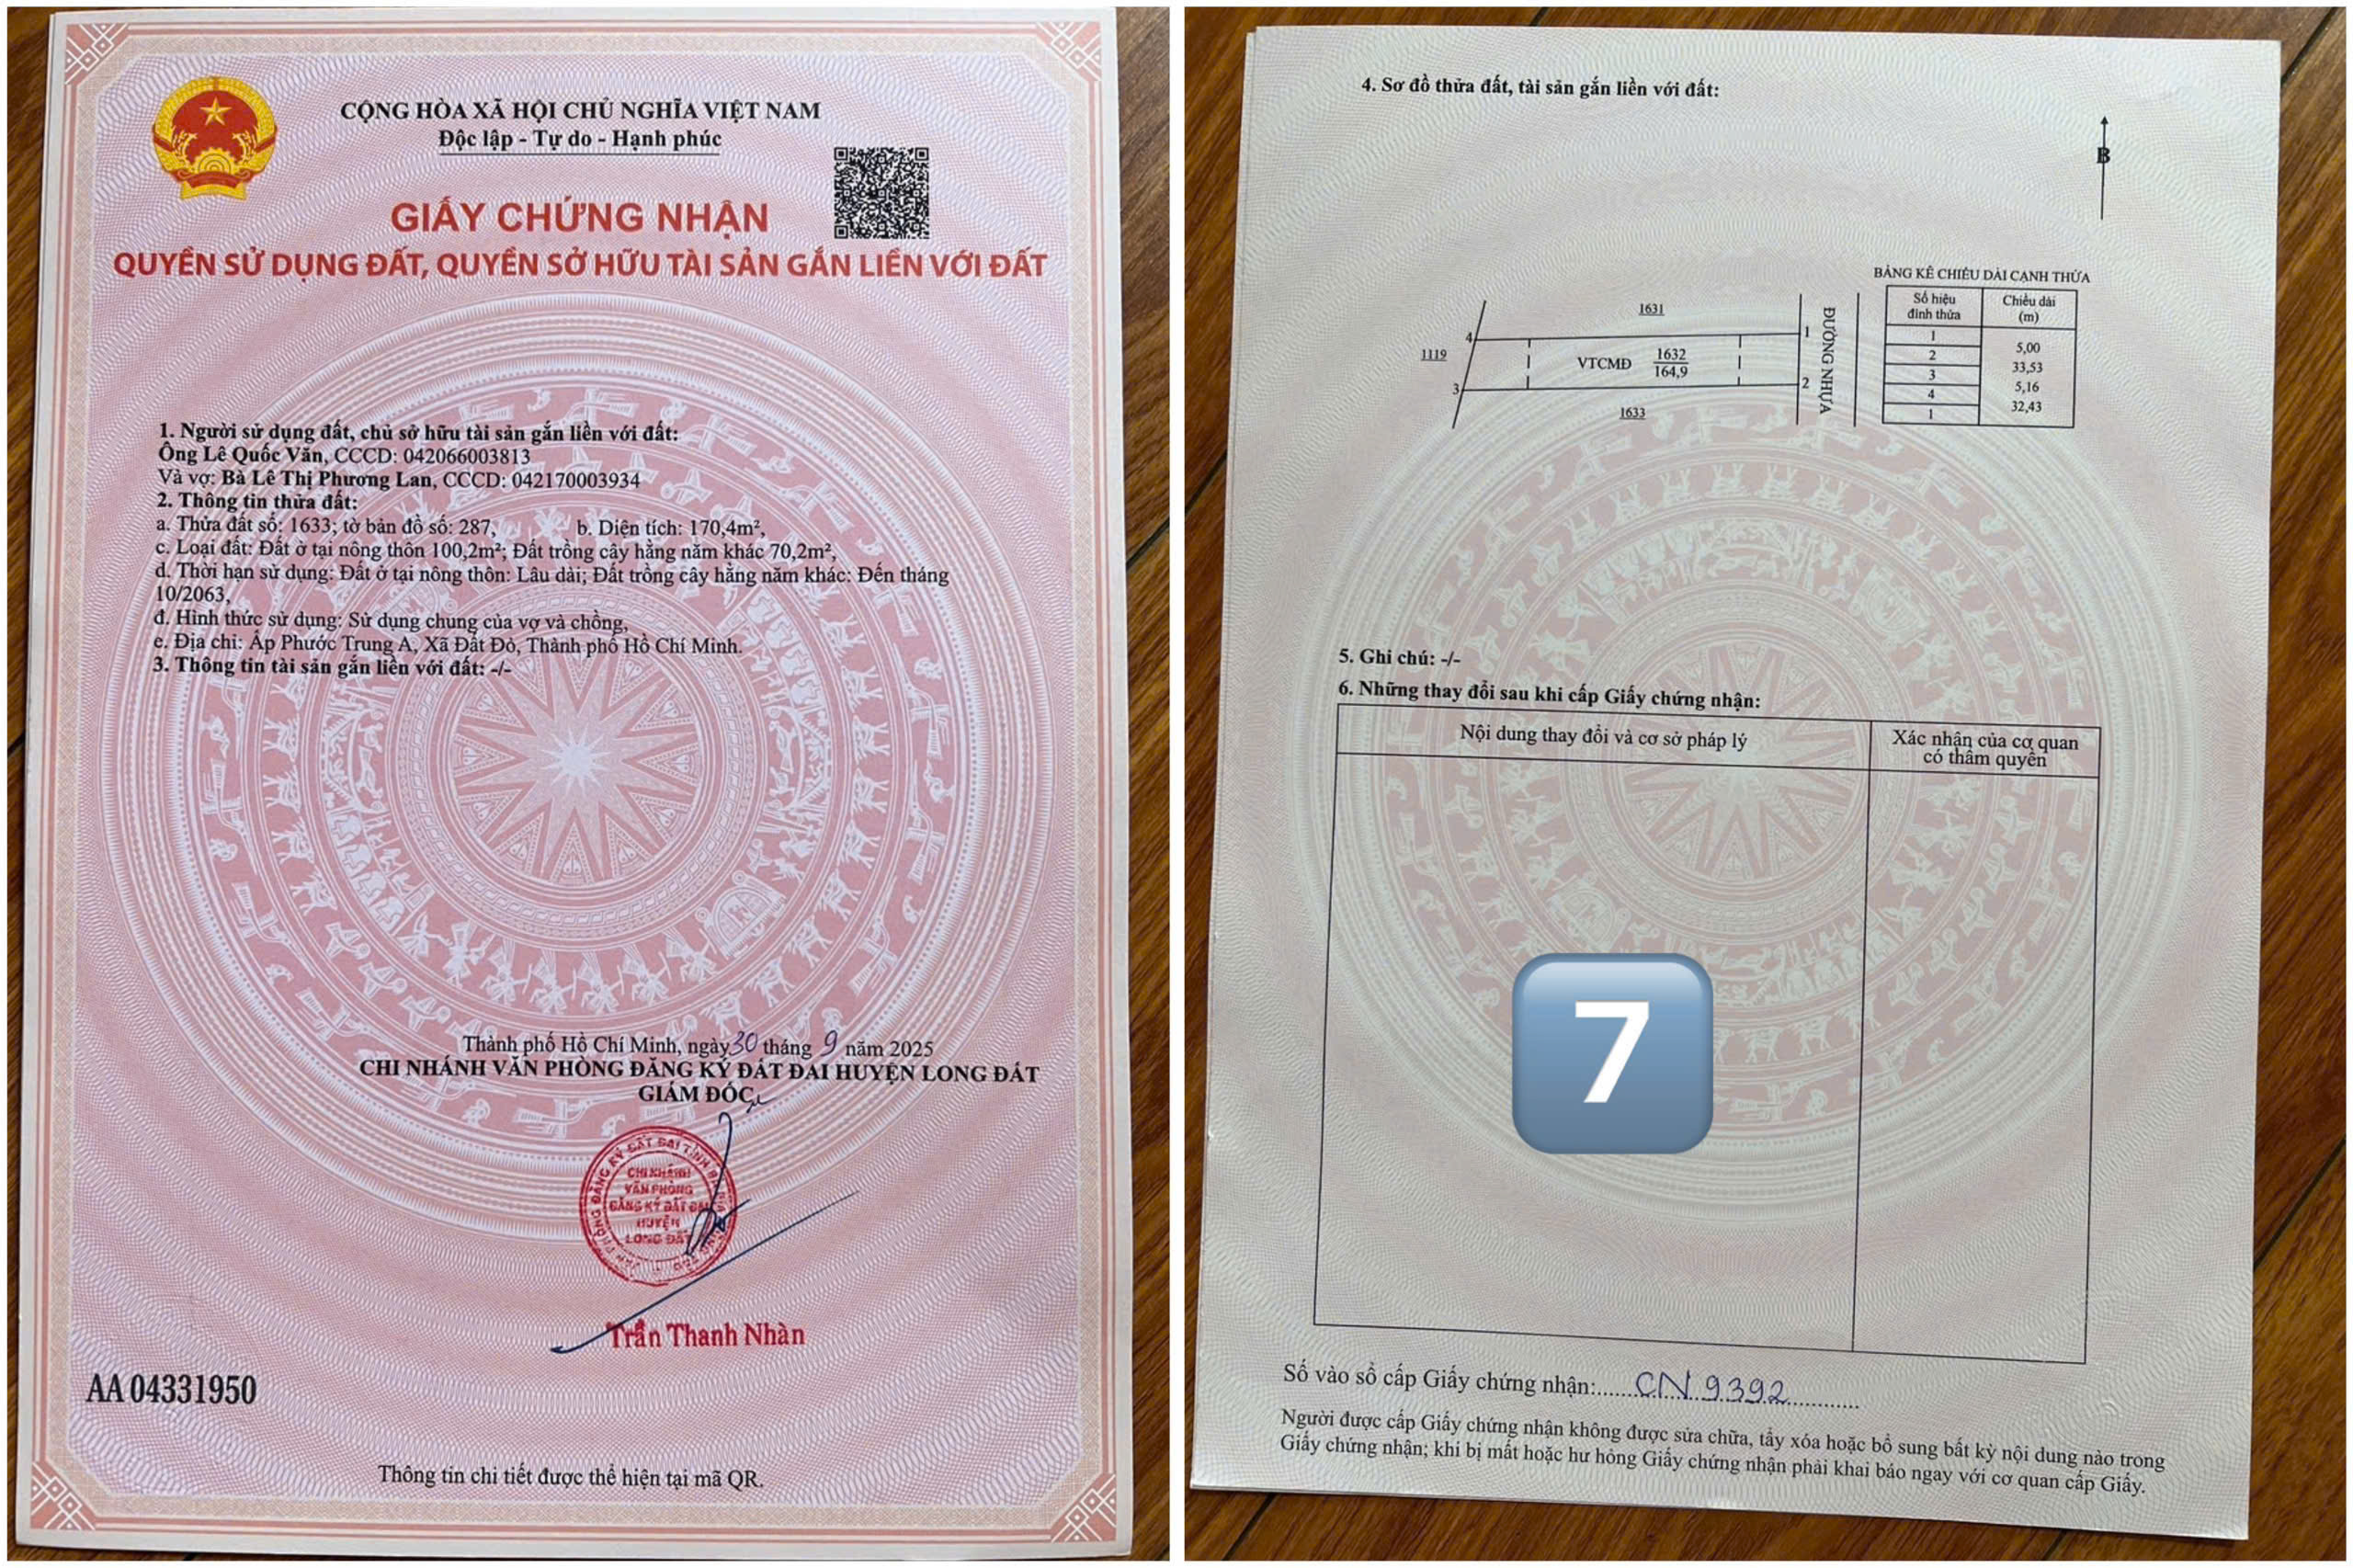 CỘNG HÒA XÃ HỘI CHỦ NGHĨA VIỆT NAM
Độc lập - Tự do - Hạnh phúc
GIẤY CHỨNG NHẬN
QUYỀN SỬ DỤNG ĐẤT, QUYỀN SỞ HỮU TÀI SẢN GẮN LIỀN VỚI ĐẤT
1. Người sử dụng đất, chủ sở hữu tài sản gắn liền với đất:
Ông Lê Quốc Văn, CCCD: 042066003813
Và vợ: Bà Lê Thị Phương Lan, CCCD: 042170003934
2. Thông tin thửa đất:
a. Thửa đất số: 1633; tờ bản đồ số: 287, b. Diện tích: 170,4m²,
c. Loại đất: Đất ở tại nông thôn 100,2m²; Đất trồng cây hằng năm khác 70,2m²,
d. Thời hạn sử dụng: Đất ở tại nông thôn: Lâu dài; Đất trồng cây hằng năm khác: Đến tháng
10/2063,
đ. Hình thức sử dụng: Sử dụng chung của vợ và chồng,
e. Địa chỉ: Ấp Phước Trung A, Xã Đất Đỏ, Thành phố Hồ Chí Minh.
3. Thông tin tài sản gắn liền với đất: -/-
Thành phố Hồ Chí Minh, ngày 30 tháng 9 năm 2025
CHI NHÁNH VĂN PHÒNG ĐĂNG KÝ ĐẤT ĐAI HUYỆN LONG ĐẤT
GIÁM ĐỐC
CHI NHÁNH
VĂN PHÒNG
ĐĂNG KÝ ĐẤT ĐAI
HUYỆN
LONG ĐẤT
Trần Thanh Nhàn
AA 04331950
Thông tin chi tiết được thể hiện tại mã QR.
4. Sơ đồ thửa đất, tài sản gắn liền với đất:
B
BẢNG KÊ CHIỀU DÀI CẠNH THỬA
Số hiệu
đỉnh thửa
Chiều dài
(m)
1
2
3
4
1
5,00
33,53
5,16
32,43
1631
4
1
1119
VTCMĐ
1632
164,9
3
2
1633
ĐƯỜNG NHỰA
5. Ghi chú: -/-
6. Những thay đổi sau khi cấp Giấy chứng nhận:
Nội dung thay đổi và cơ sở pháp lý
Xác nhận của cơ quan
có thẩm quyền
7
Số vào sổ cấp Giấy chứng nhận:......CN 9392............
Người được cấp Giấy chứng nhận không được sửa chữa, tẩy xóa hoặc bổ sung bất kỳ nội dung nào trong
Giấy chứng nhận; khi bị mất hoặc hư hỏng Giấy chứng nhận phải khai báo ngay với cơ quan cấp Giấy.